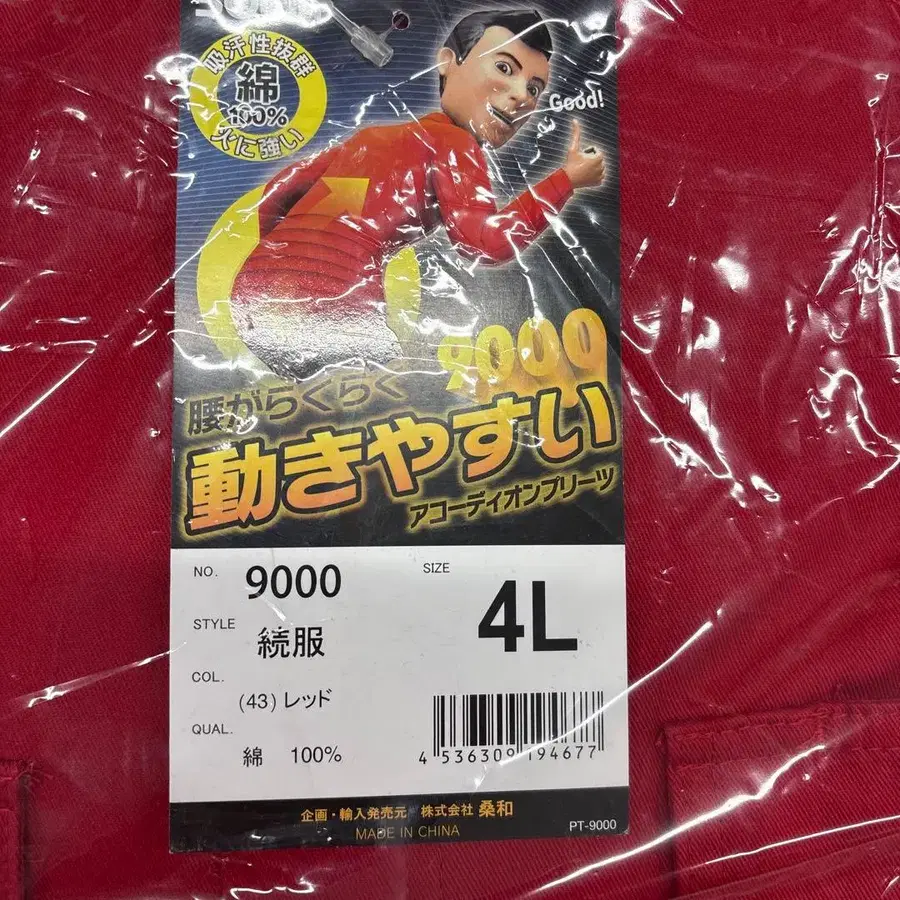 吸汗性抜群
綿
100%
火に強い
Good!
9000
腰がらくらく
動きやすい
アコーディオンプリーツ
NO. 9000
SIZE 4L
STYLE 続服
COL. (43) レッド
QUAL. 綿 100%
4 536309 194677
企画・輸入発売元 株式会社 桑和
MADE IN CHINA
PT-9000